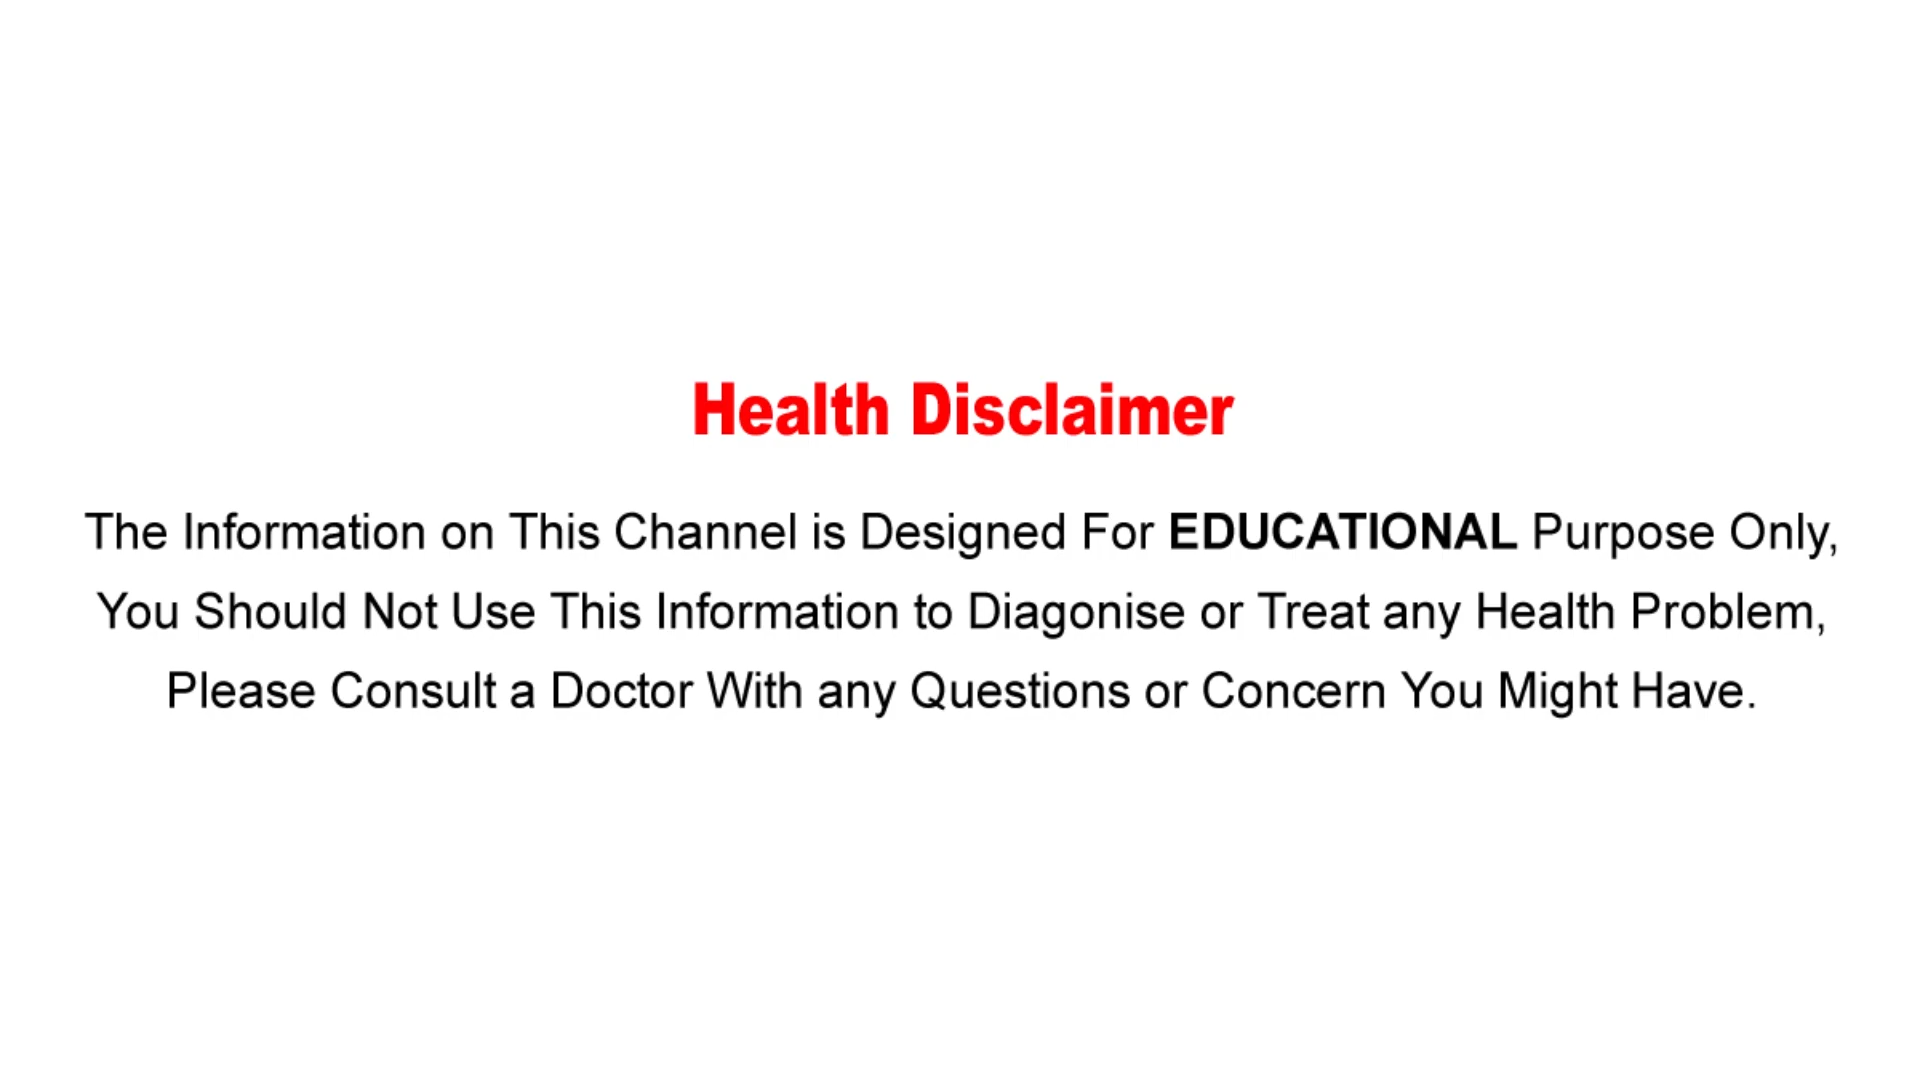 Health Disclaimer
The Information on This Channel is Designed For EDUCATIONAL Purpose Only,
You Should Not Use This Information to Diagonise or Treat any Health Problem,
Please Consult a Doctor With any Questions or Concern You Might Have.